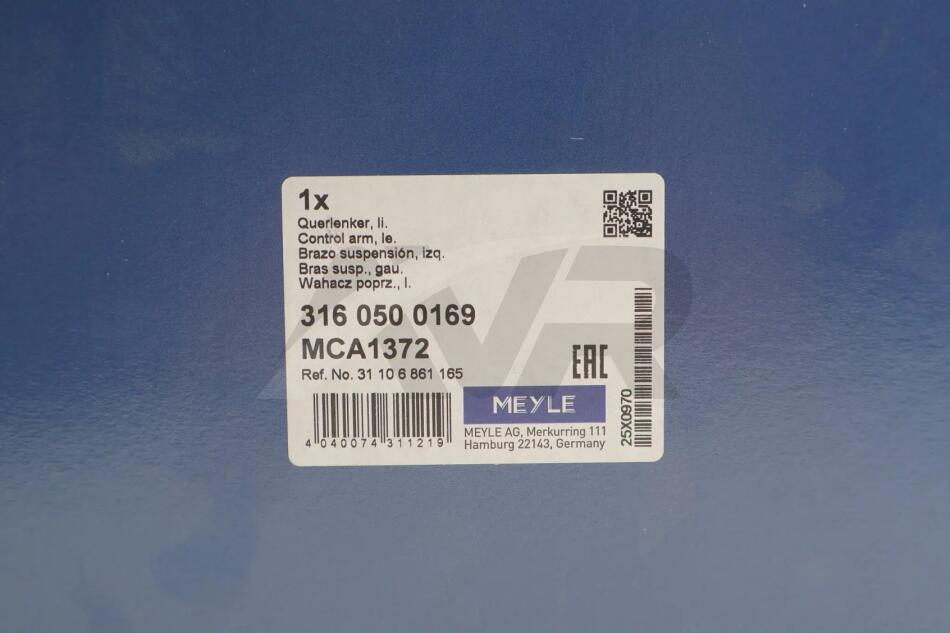 1x
Querlenker, li.
Control arm, le.
Brazo suspensión, izq.
Bras susp., gau.
Wahacz poprz., l.
316 050 0169
MCA1372
Ref. No. 31 10 6 861 165
EAC
MEYLE
MEYLE AG, Merkurring 111
Hamburg 22143, Germany
4 040074 311219
25X0970
AVR